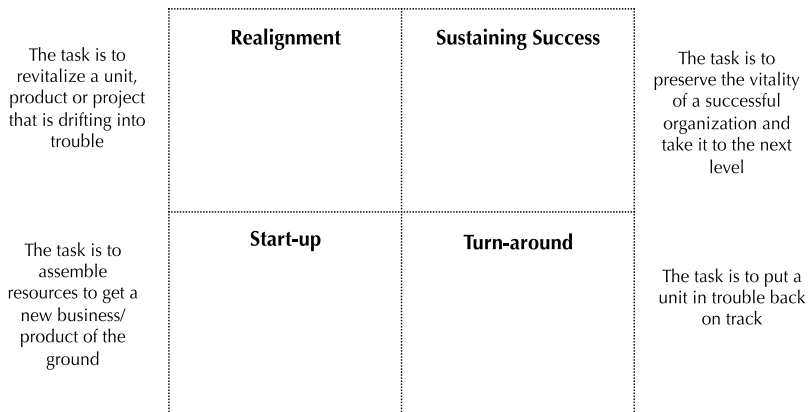 Realignment
Sustaining Success
The task is to
revitalize a unit,
product or project
that is drifting into
trouble
The task is to
preserve the vitality
of a successful
organization and
take it to the next
level
Start-up
Turn-around
The task is to
assemble
resources to get a
new business/
product of the
ground
The task is to put a
unit in trouble back
on track